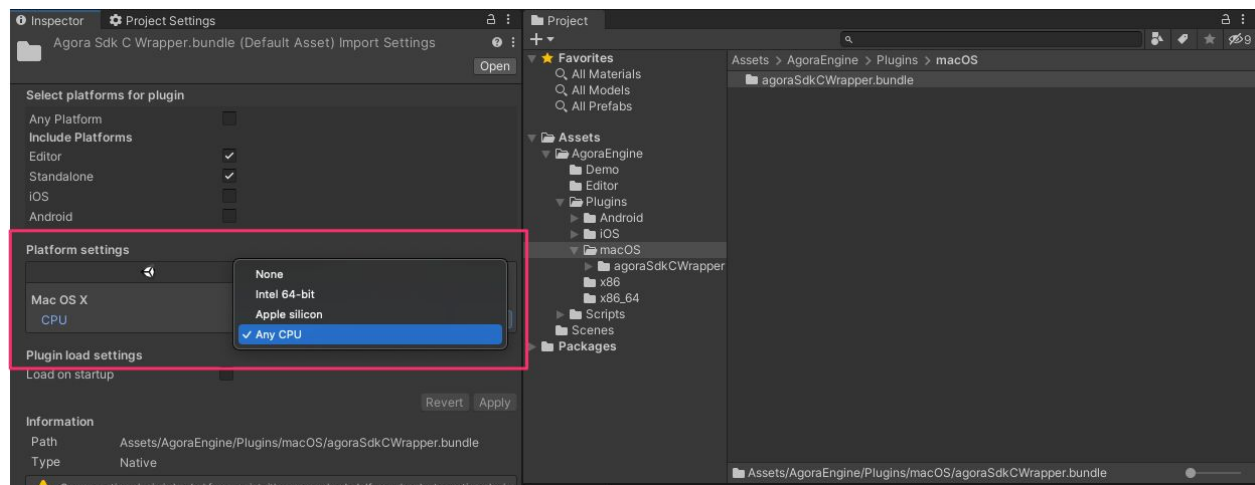 Inspector
Project Settings
Agora Sdk C Wrapper.bundle (Default Asset) Import Settings
Open
Select platforms for plugin
Any Platform
Include Platforms
Editor
Standalone
iOS
Android
Platform settings
None
Intel 64-bit
Apple silicon
Any CPU
Mac OS X
CPU
Plugin load settings
Load on startup
Revert Apply
Information
Path Assets/AgoraEngine/Plugins/macOS/agoraSdkCWrapper.bundle
Type Native
Project
9
Favorites
All Materials
All Models
All Prefabs
Assets
AgoraEngine
Demo
Editor
Plugins
Android
iOS
macOS
agoraSdkCWrapper
x86
x86_64
Scripts
Scenes
Packages
Assets > AgoraEngine > Plugins > macOS
agoraSdkCWrapper.bundle
Assets/AgoraEngine/Plugins/macOS/agoraSdkCWrapper.bundle